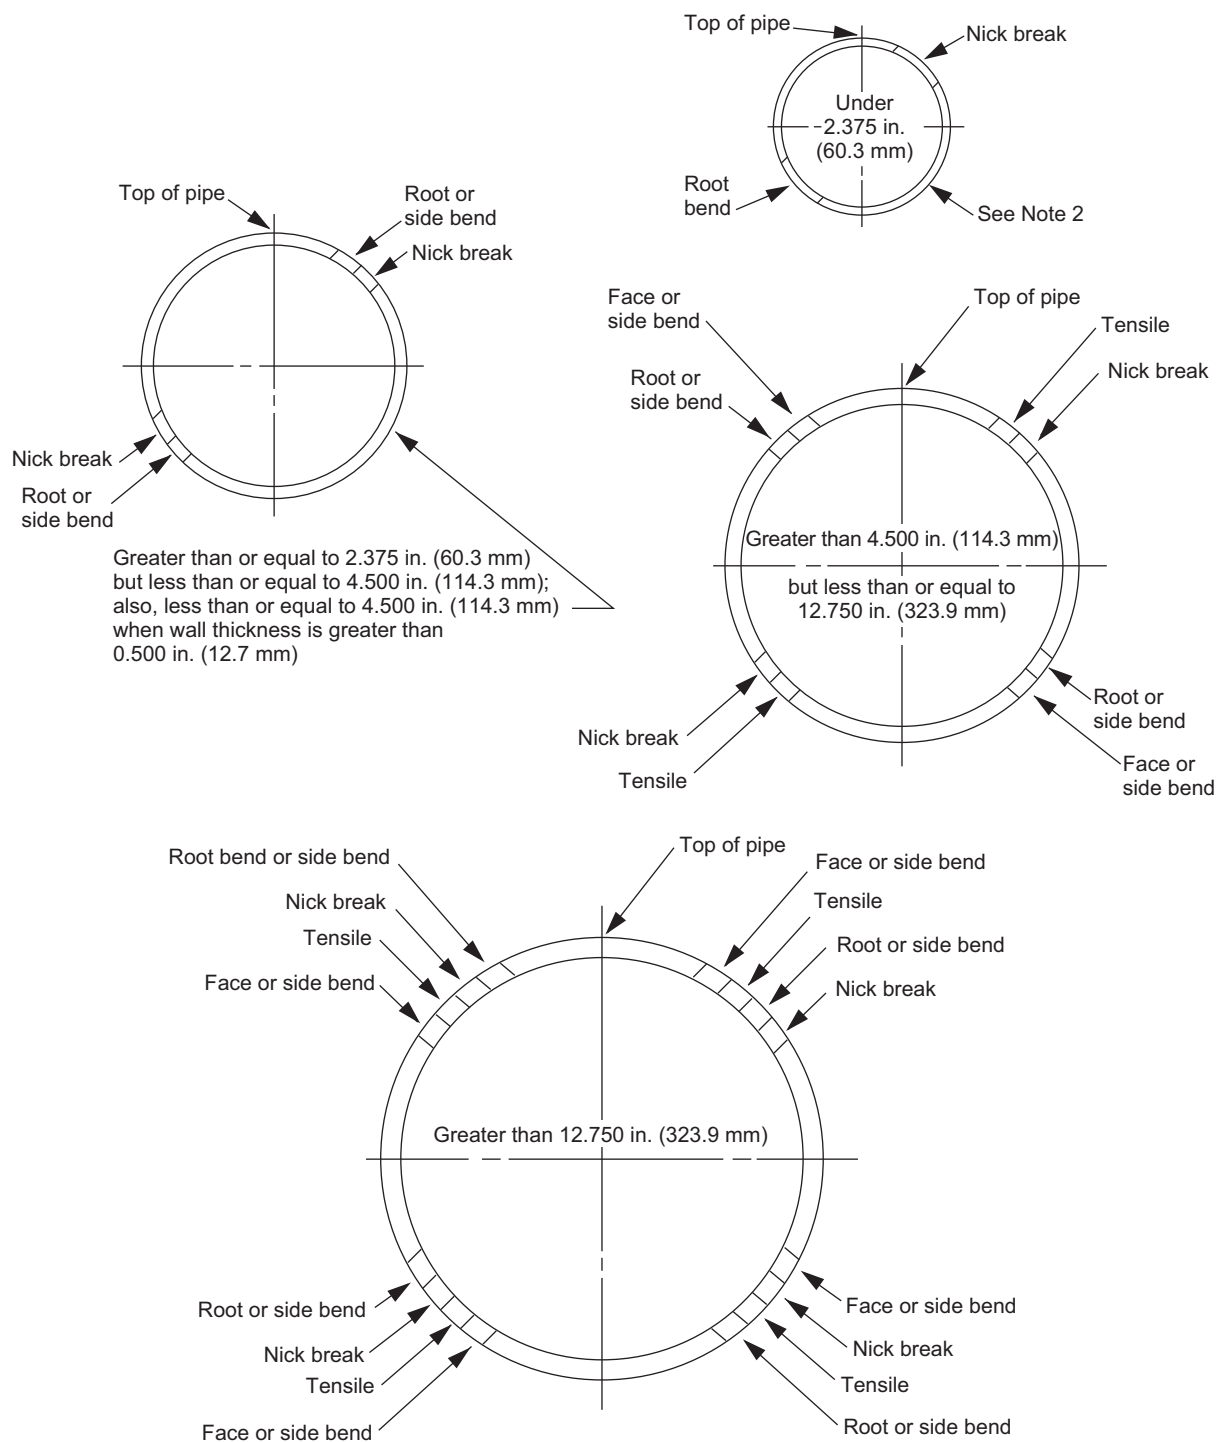 Top of pipe
Nick break
Under
2.375 in.
(60.3 mm)
Root
bend
See Note 2
Top of pipe
Root or
side bend
Nick break
Nick break
Root or
side bend
Greater than or equal to 2.375 in. (60.3 mm)
but less than or equal to 4.500 in. (114.3 mm);
also, less than or equal to 4.500 in. (114.3 mm)
when wall thickness is greater than
0.500 in. (12.7 mm)
Face or
side bend
Top of pipe
Tensile
Root or
side bend
Nick break
Greater than 4.500 in. (114.3 mm)
but less than or equal to
12.750 in. (323.9 mm)
Nick break
Tensile
Root or
side bend
Face or
side bend
Root bend or side bend
Nick break
Tensile
Face or side bend
Top of pipe
Face or side bend
Tensile
Root or side bend
Nick break
Greater than 12.750 in. (323.9 mm)
Root or side bend
Nick break
Tensile
Face or side bend
Face or side bend
Nick break
Tensile
Root or side bend